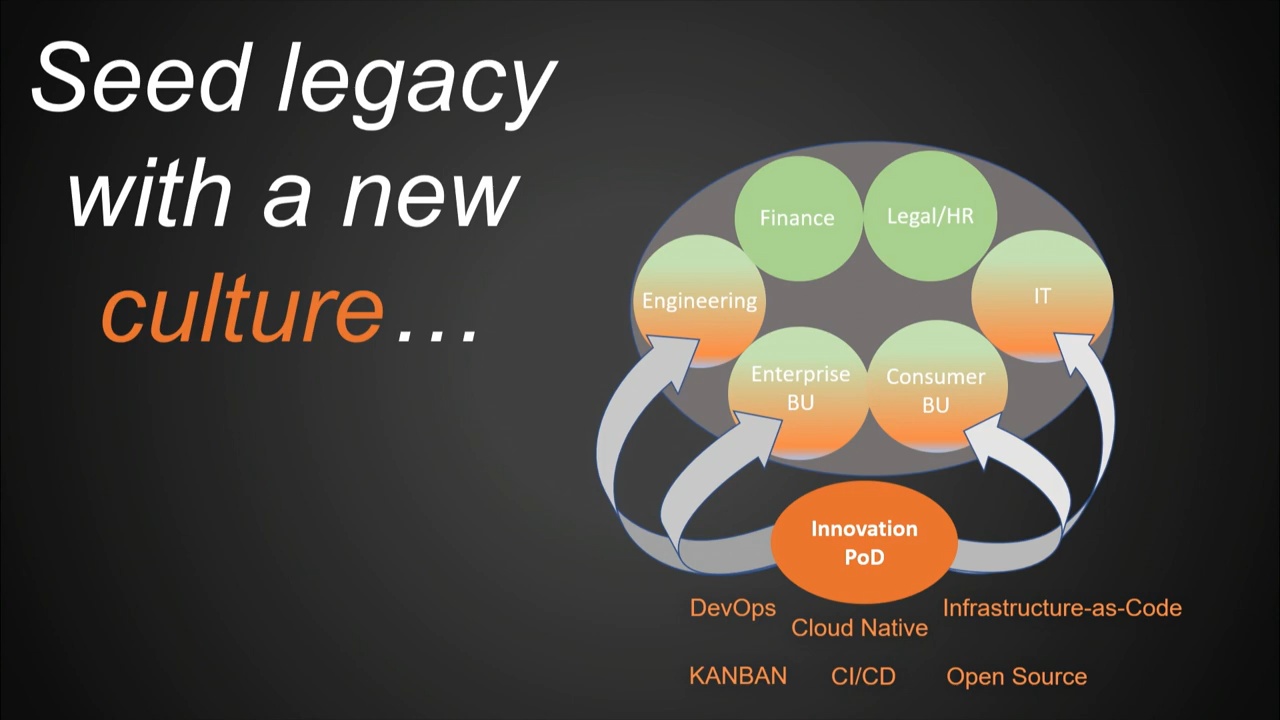 Seed legacy
with a new
culture...
Finance
Legal/HR
Engineering
IT
Enterprise
BU
Consumer
BU
Innovation
PoD
DevOps
Infrastructure-as-Code
Cloud Native
KANBAN
CI/CD
Open Source